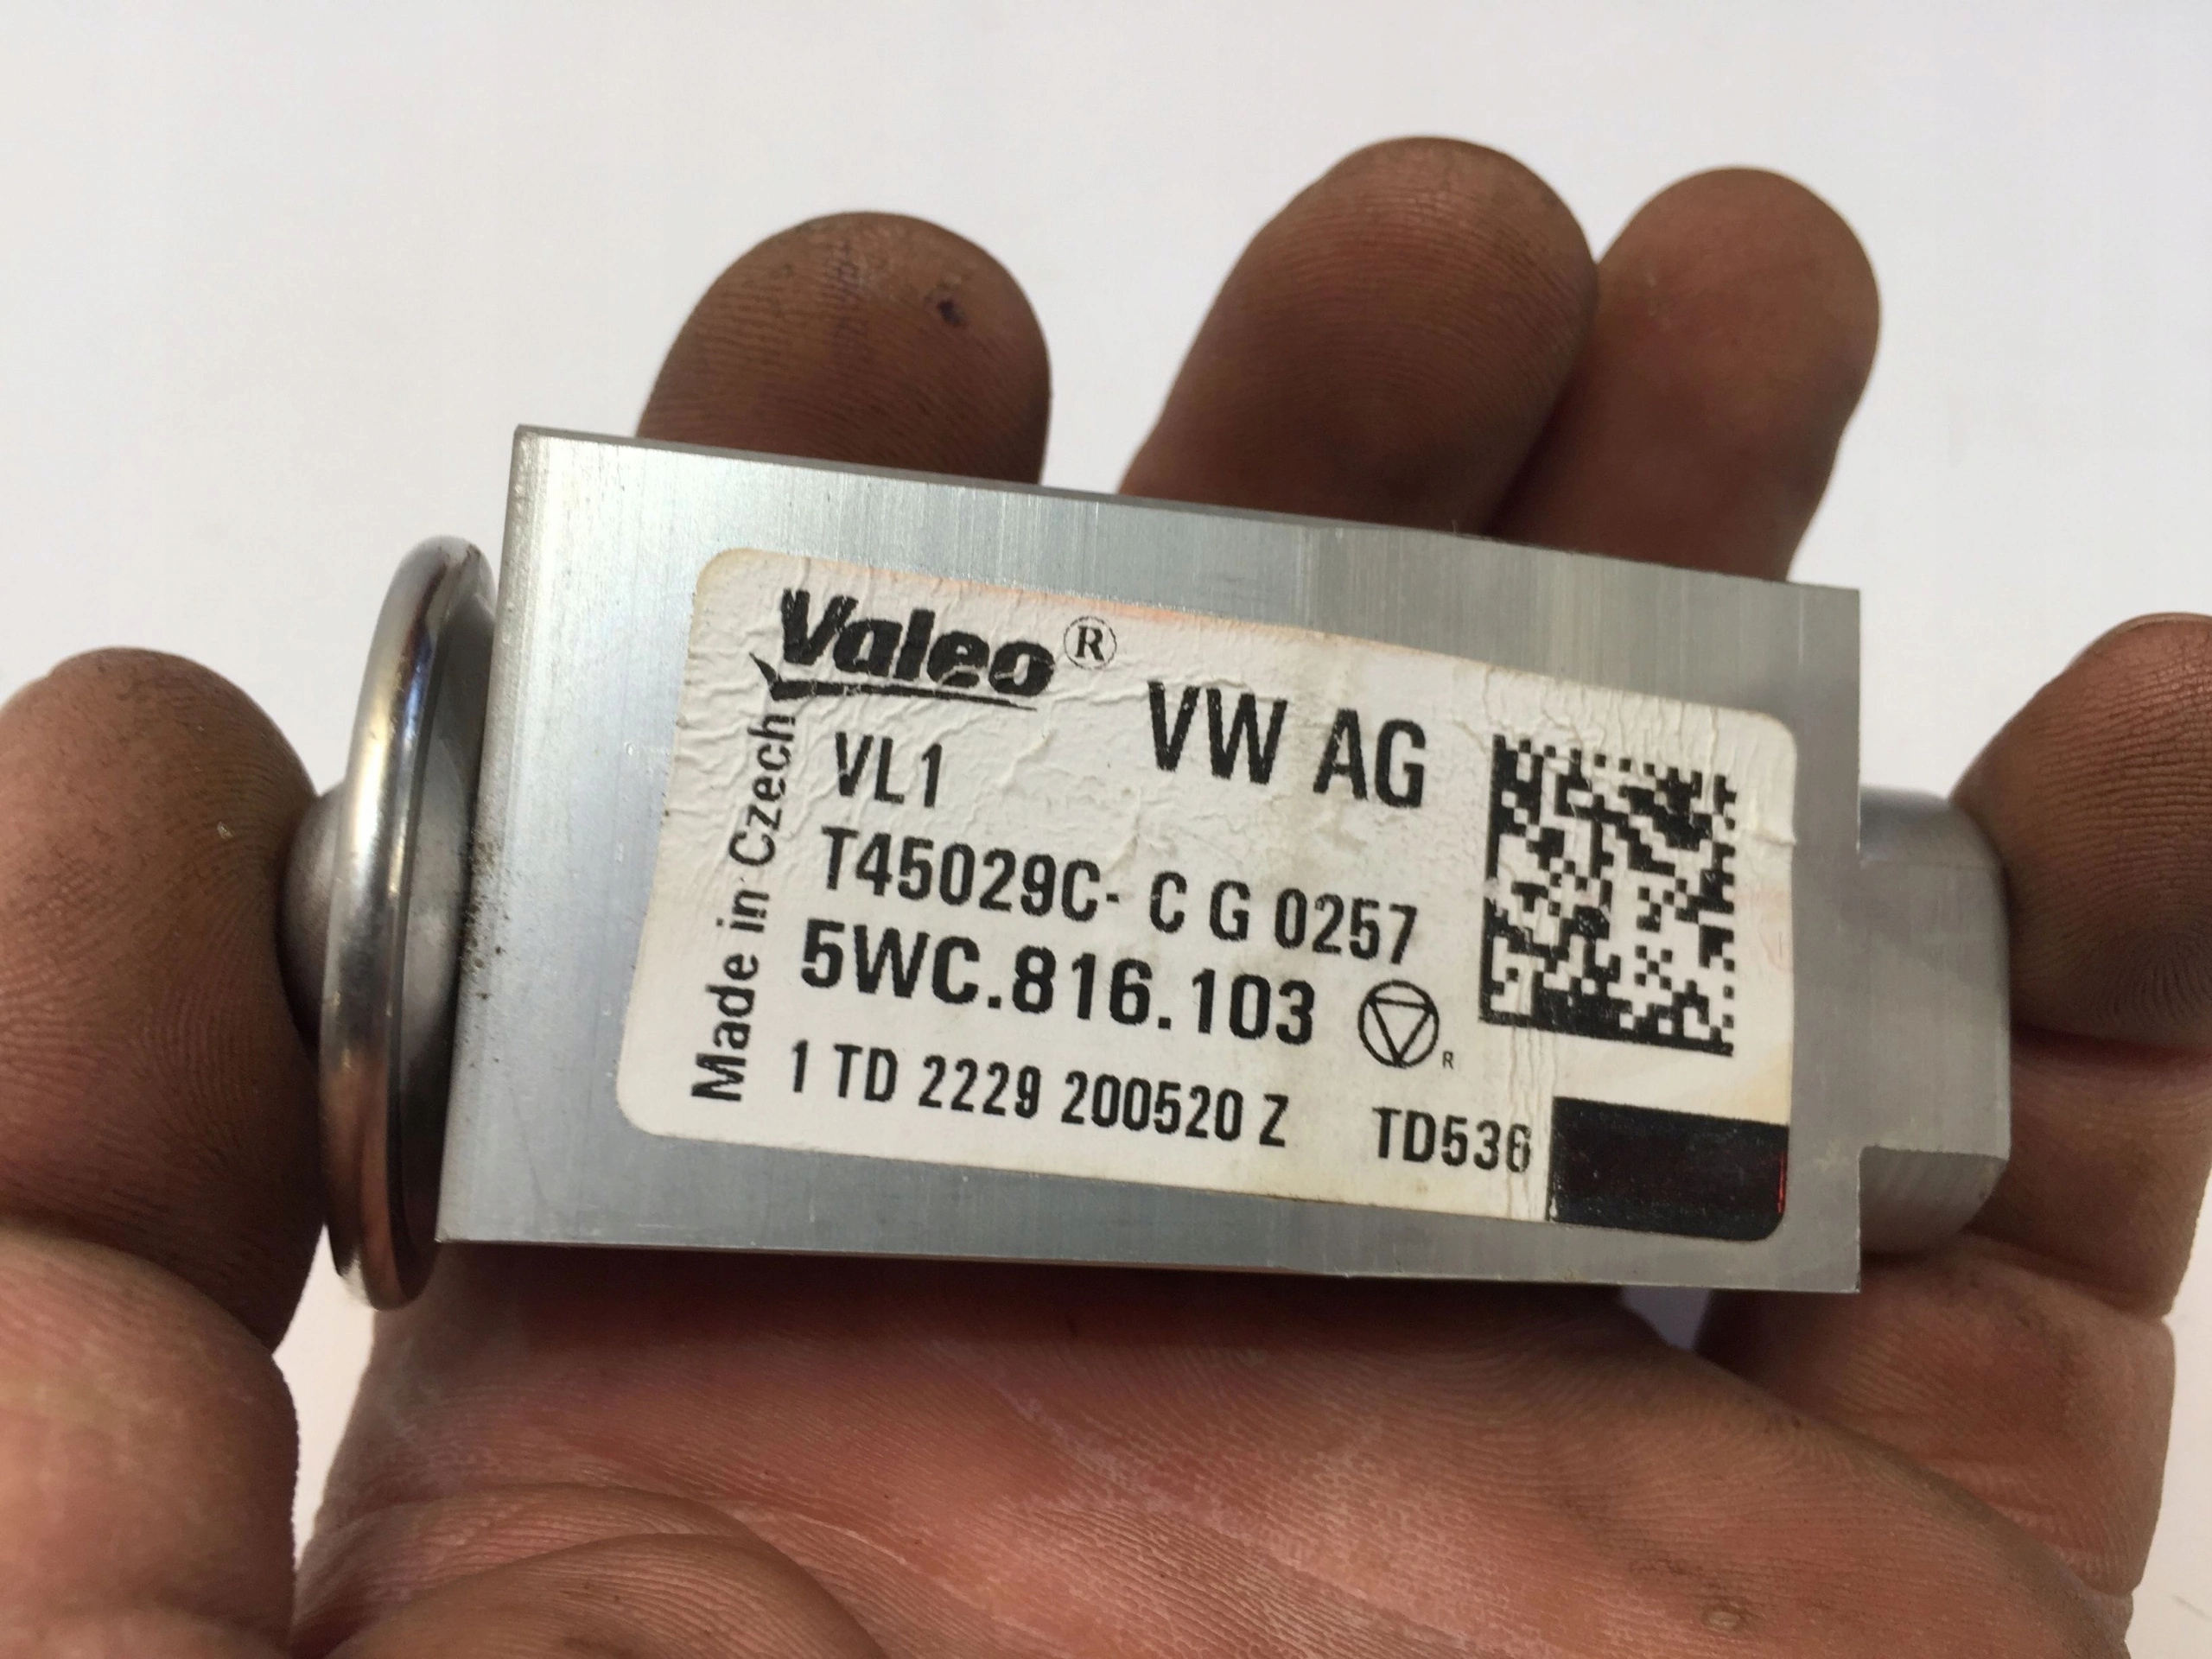 Valeo®
VW AG
VL1
T45029C- C G 0257
5WC.816.103
R
1 TD 2229 200520 Z TD536
Made in Czech